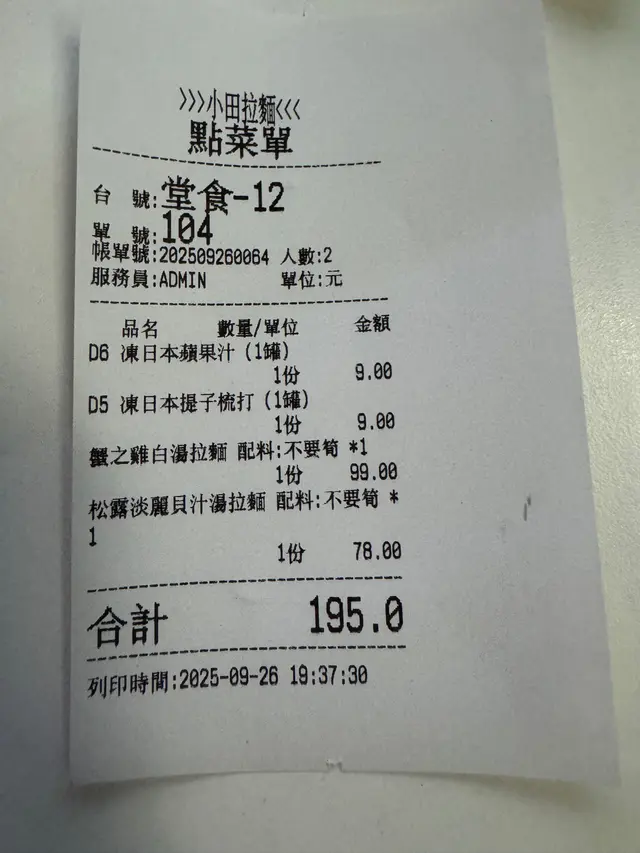 >>>小田拉麵<<<
點菜單
台 號:堂食-12
單 號:104
帳單號:202509260064 人數:2
服務員:ADMIN 單位:元
品名 數量/單位 金額
D6 凍日本蘋果汁 (1罐)
1份 9.00
D5 凍日本提子梳打 (1罐)
1份 9.00
蟹之雞白湯拉麵 配料:不要筍 *1
1份 99.00
松露淡麗貝汁湯拉麵 配料:不要筍 *
1
1份 78.00
合計 195.0
列印時間:2025-09-26 19:37:30